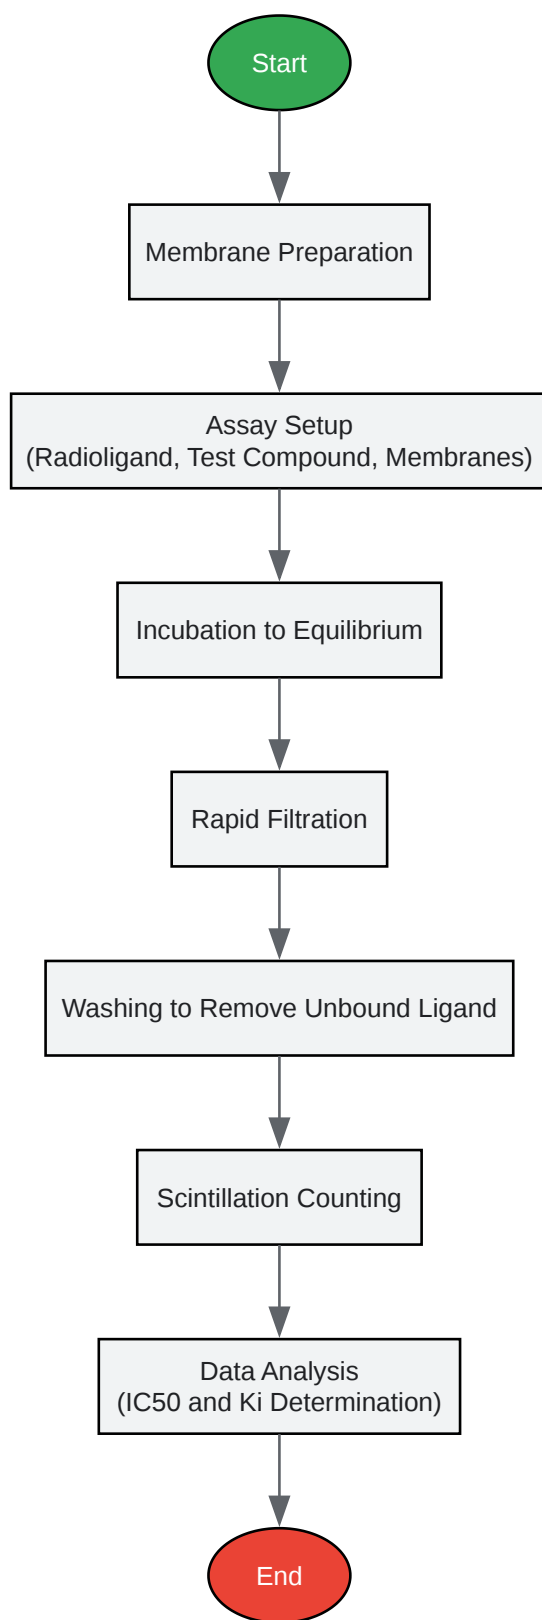 Start
Membrane Preparation
Assay Setup
(Radioligand, Test Compound, Membranes)
Incubation to Equilibrium
Rapid Filtration
Washing to Remove Unbound Ligand
Scintillation Counting
Data Analysis
(IC50 and Ki Determination)
End